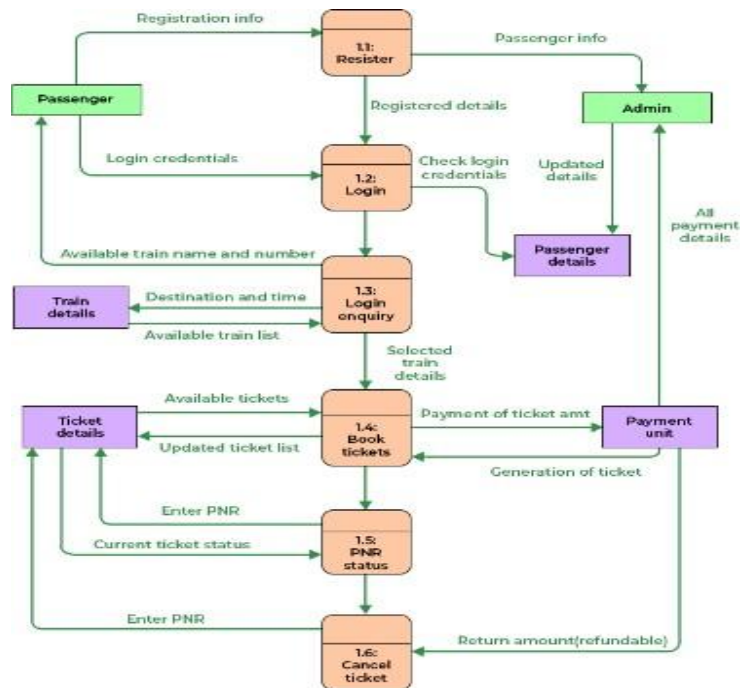 Registration info
1.1:
Resister
Passenger info
Passenger
Admin
Registered details
Login credentials
1.2:
Login
Check login
credentials
Updated
details
All
payment
details
Passenger
details
Available train name and number
1.3:
Login
enquiry
Train
details
Destination and time
Available train list
Selected
train
details
Available tickets
Ticket
details
1.4:
Book
tickets
Payment of ticket amt
Payment
unit
Updated ticket list
Generation of ticket
Enter PNR
1.5:
PNR
status
Current ticket status
Enter PNR
1.6:
Cancel
ticket
Return amount(refundable)